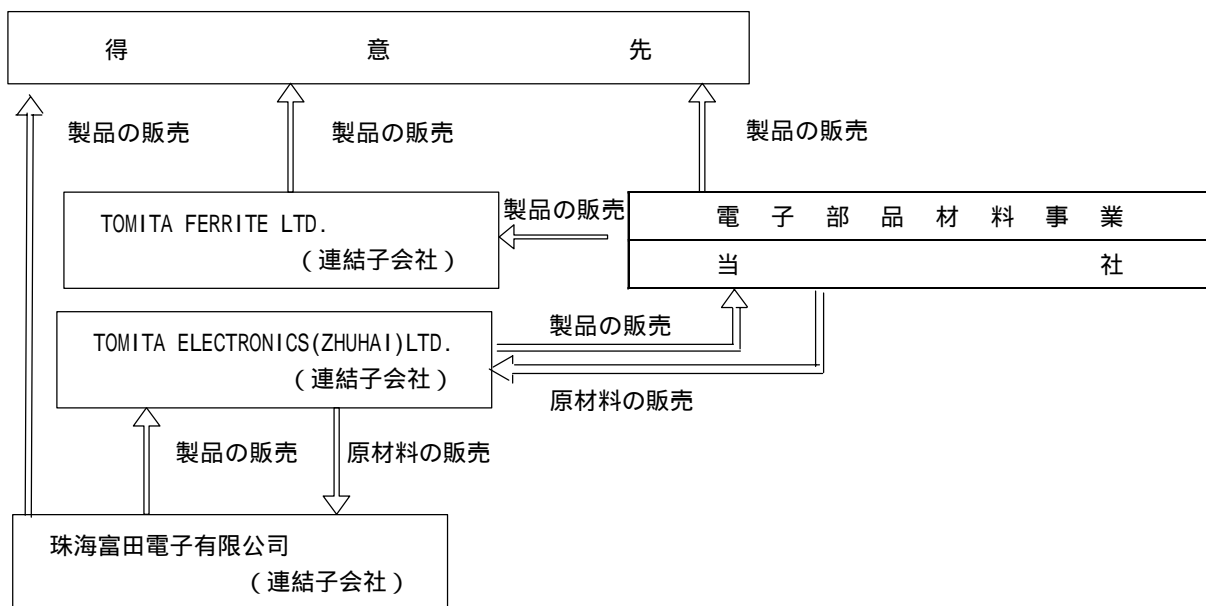 得意先
製品の販売
製品の販売
製品の販売
TOMITA FERRITE LTD.
(連結子会社)
製品の販売
電子部品材料事業
当社
TOMITA ELECTRONICS(ZHUHAI)LTD.
(連結子会社)
製品の販売
原材料の販売
製品の販売
原材料の販売
珠海富田電子有限公司
(連結子会社)